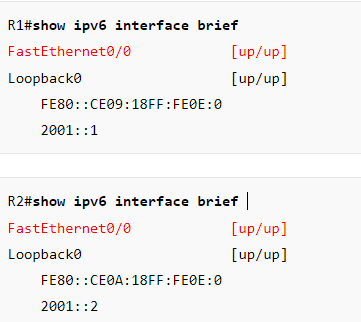 R1#show ipv6 interface brief
FastEthernet0/0 [up/up]
Loopback0 [up/up]
FE80::CE09:18FF:FE0E:0
2001::1
R2#show ipv6 interface brief
FastEthernet0/0 [up/up]
Loopback0 [up/up]
FE80::CE0A:18FF:FE0E:0
2001::2